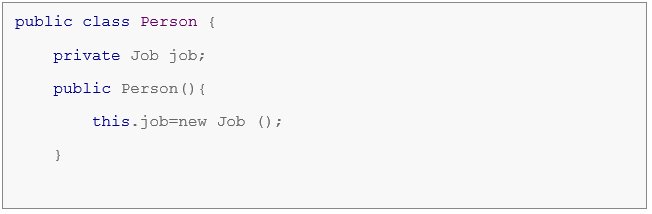 public class Person {
    private Job job;
    public Person(){
        this.job=new Job ();
    }